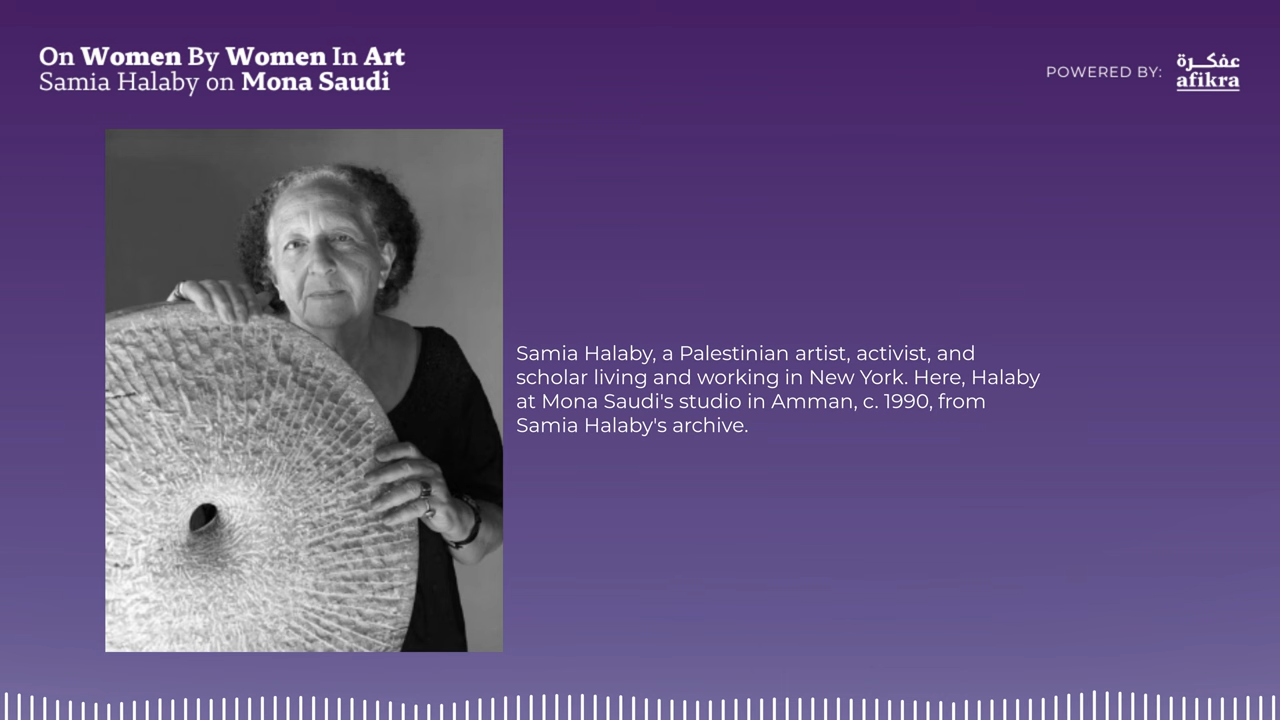 On Women By Women In Art
Samia Halaby on Mona Saudi
POWERED BY:
عفكرة
afikra
Samia Halaby, a Palestinian artist, activist, and
scholar living and working in New York. Here, Halaby
at Mona Saudi's studio in Amman, c. 1990, from
Samia Halaby's archive.